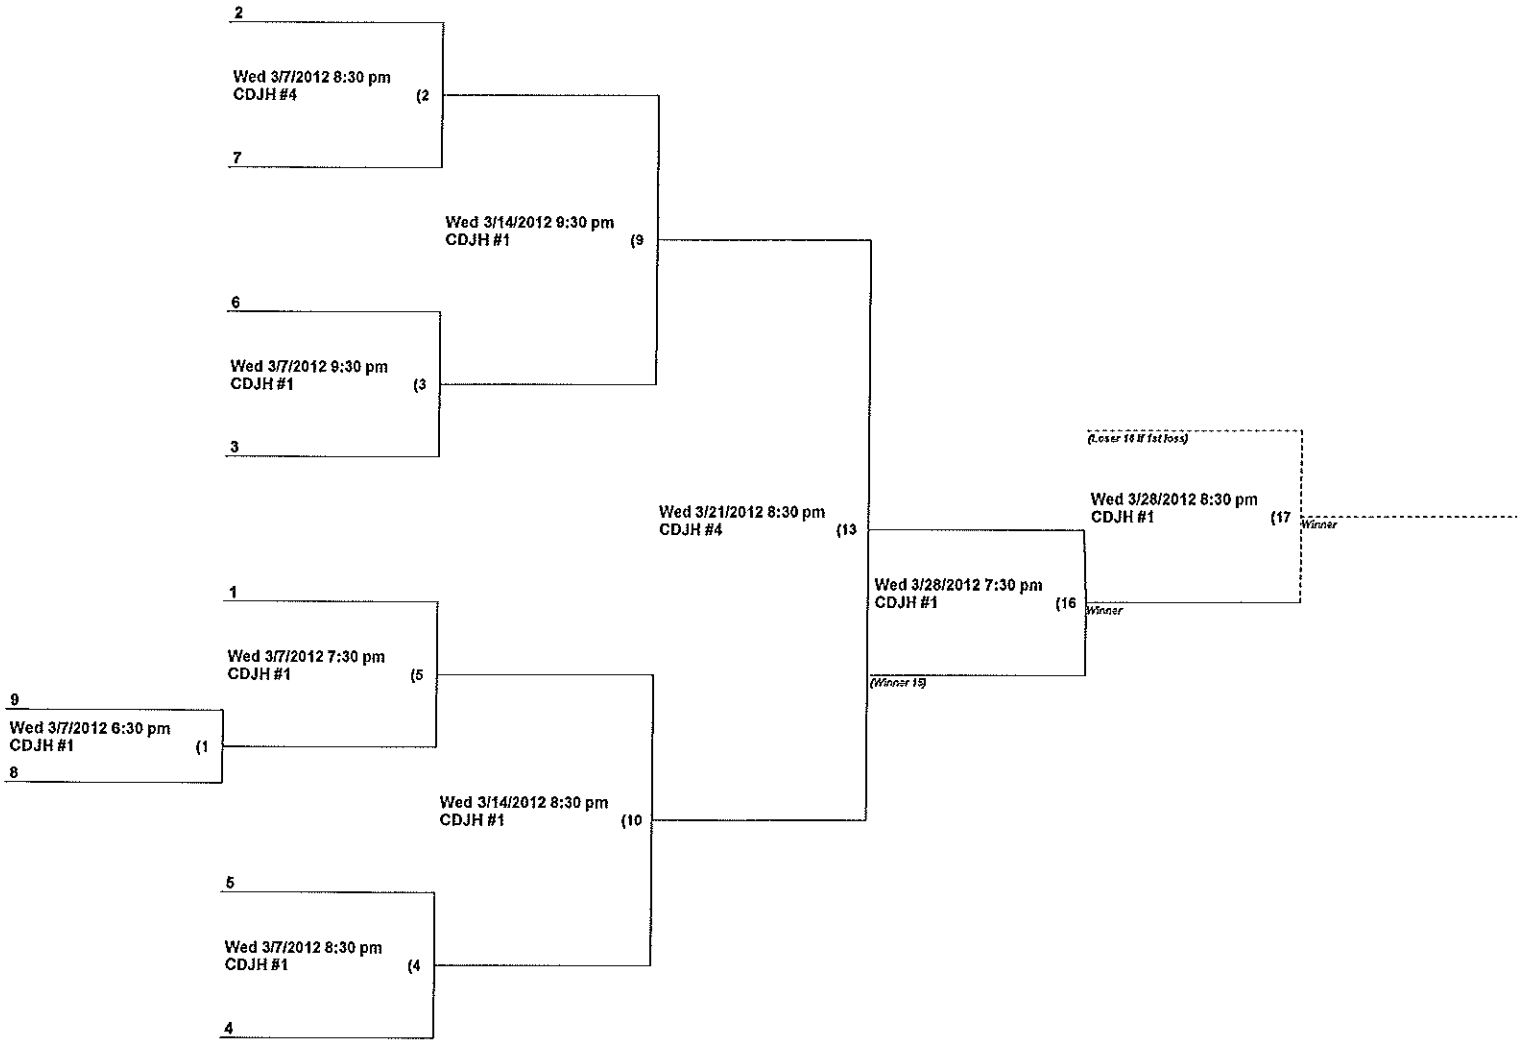 2
Wed 3/7/2012 8:30 pm
CDJH #4
(2
7
Wed 3/14/2012 9:30 pm
CDJH #1
(9
6
Wed 3/7/2012 9:30 pm
CDJH #1
(3
3
(Loser 16 if 1st loss)
Wed 3/28/2012 8:30 pm
CDJH #1
(17
Winner
Wed 3/21/2012 8:30 pm
CDJH #4
(13
Wed 3/28/2012 7:30 pm
CDJH #1
(16
Winner
(Winner 15)
1
Wed 3/7/2012 7:30 pm
CDJH #1
(5
9
Wed 3/7/2012 6:30 pm
CDJH #1
(1
8
Wed 3/14/2012 8:30 pm
CDJH #1
(10
5
Wed 3/7/2012 8:30 pm
CDJH #1
(4
4